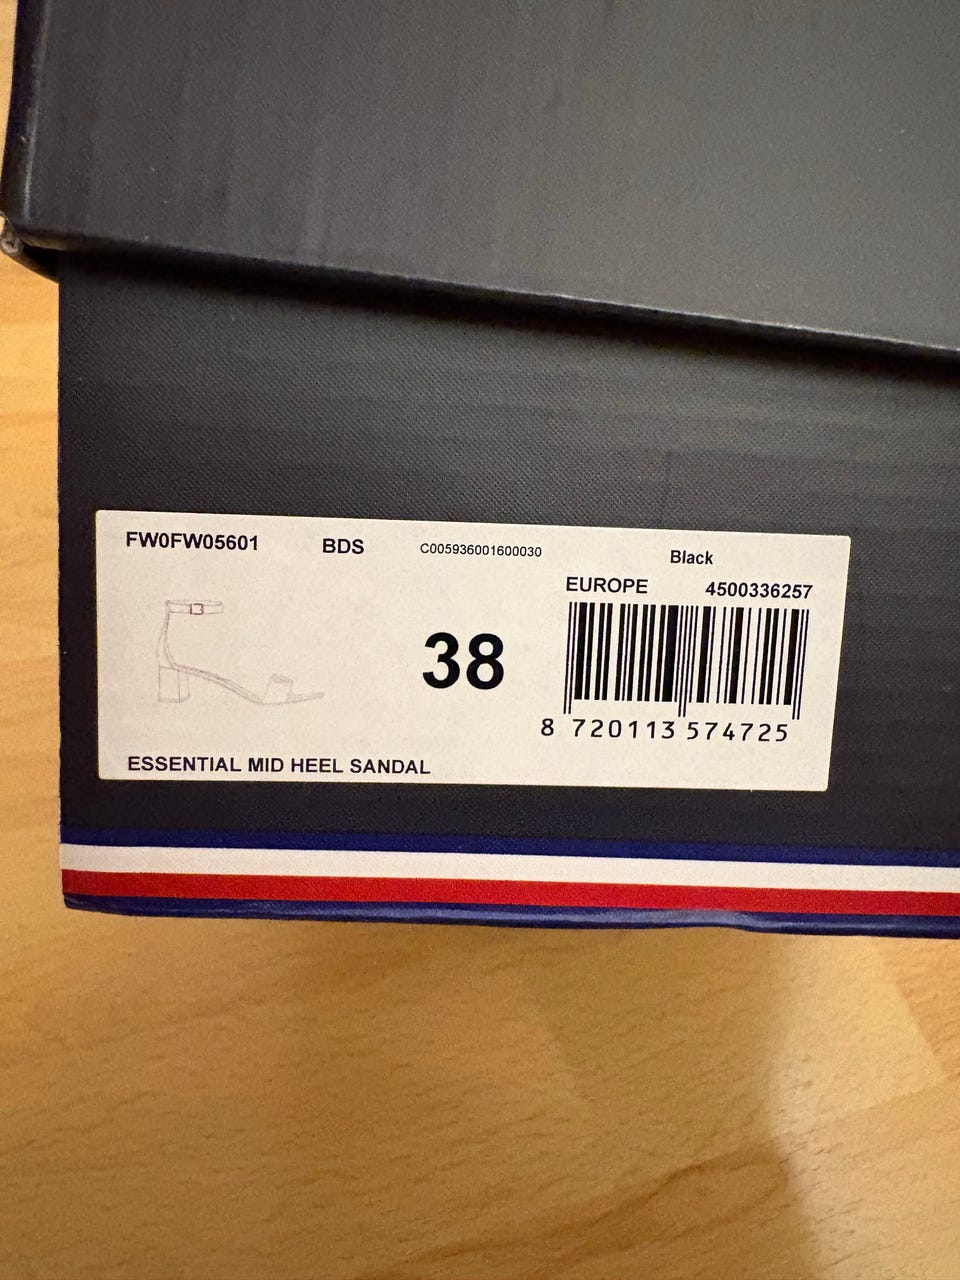 FW0FW05601 BDS C005936001600030 Black
EUROPE 4500336257
38
8 720113 574725
ESSENTIAL MID HEEL SANDAL